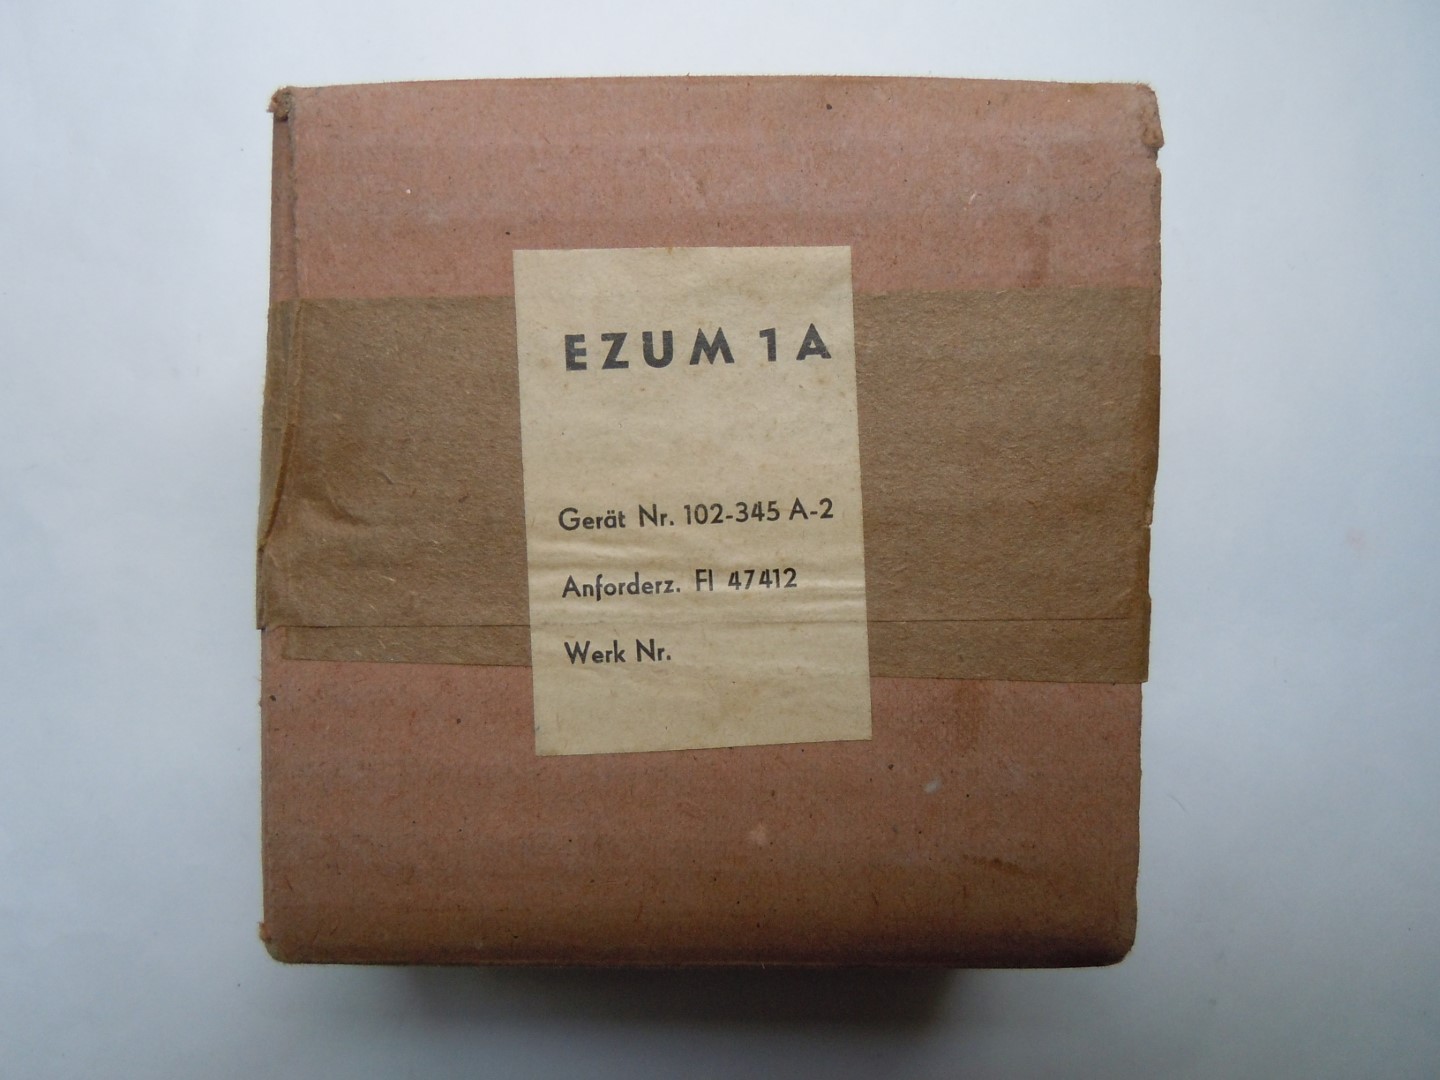 EZUM 1A
Gerät Nr. 102-345 A-2
Anforderz. Fl 47412
Werk Nr.